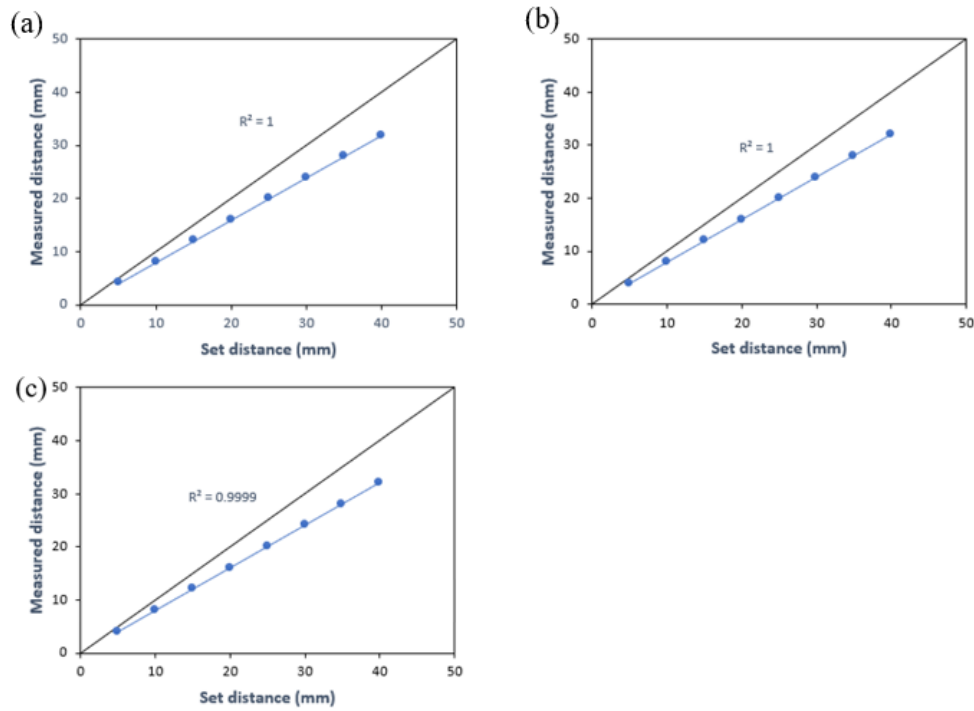 (a)
50
40
30
20
10
0
Measured distance (mm)
R² = 1
0 10 20 30 40 50
Set distance (mm)
(b)
50
40
30
20
10
0
Measured distance (mm)
R² = 1
0 10 20 30 40 50
Set distance (mm)
(c)
50
40
30
20
10
0
Measured distance (mm)
R² = 0.9999
0 10 20 30 40 50
Set distance (mm)